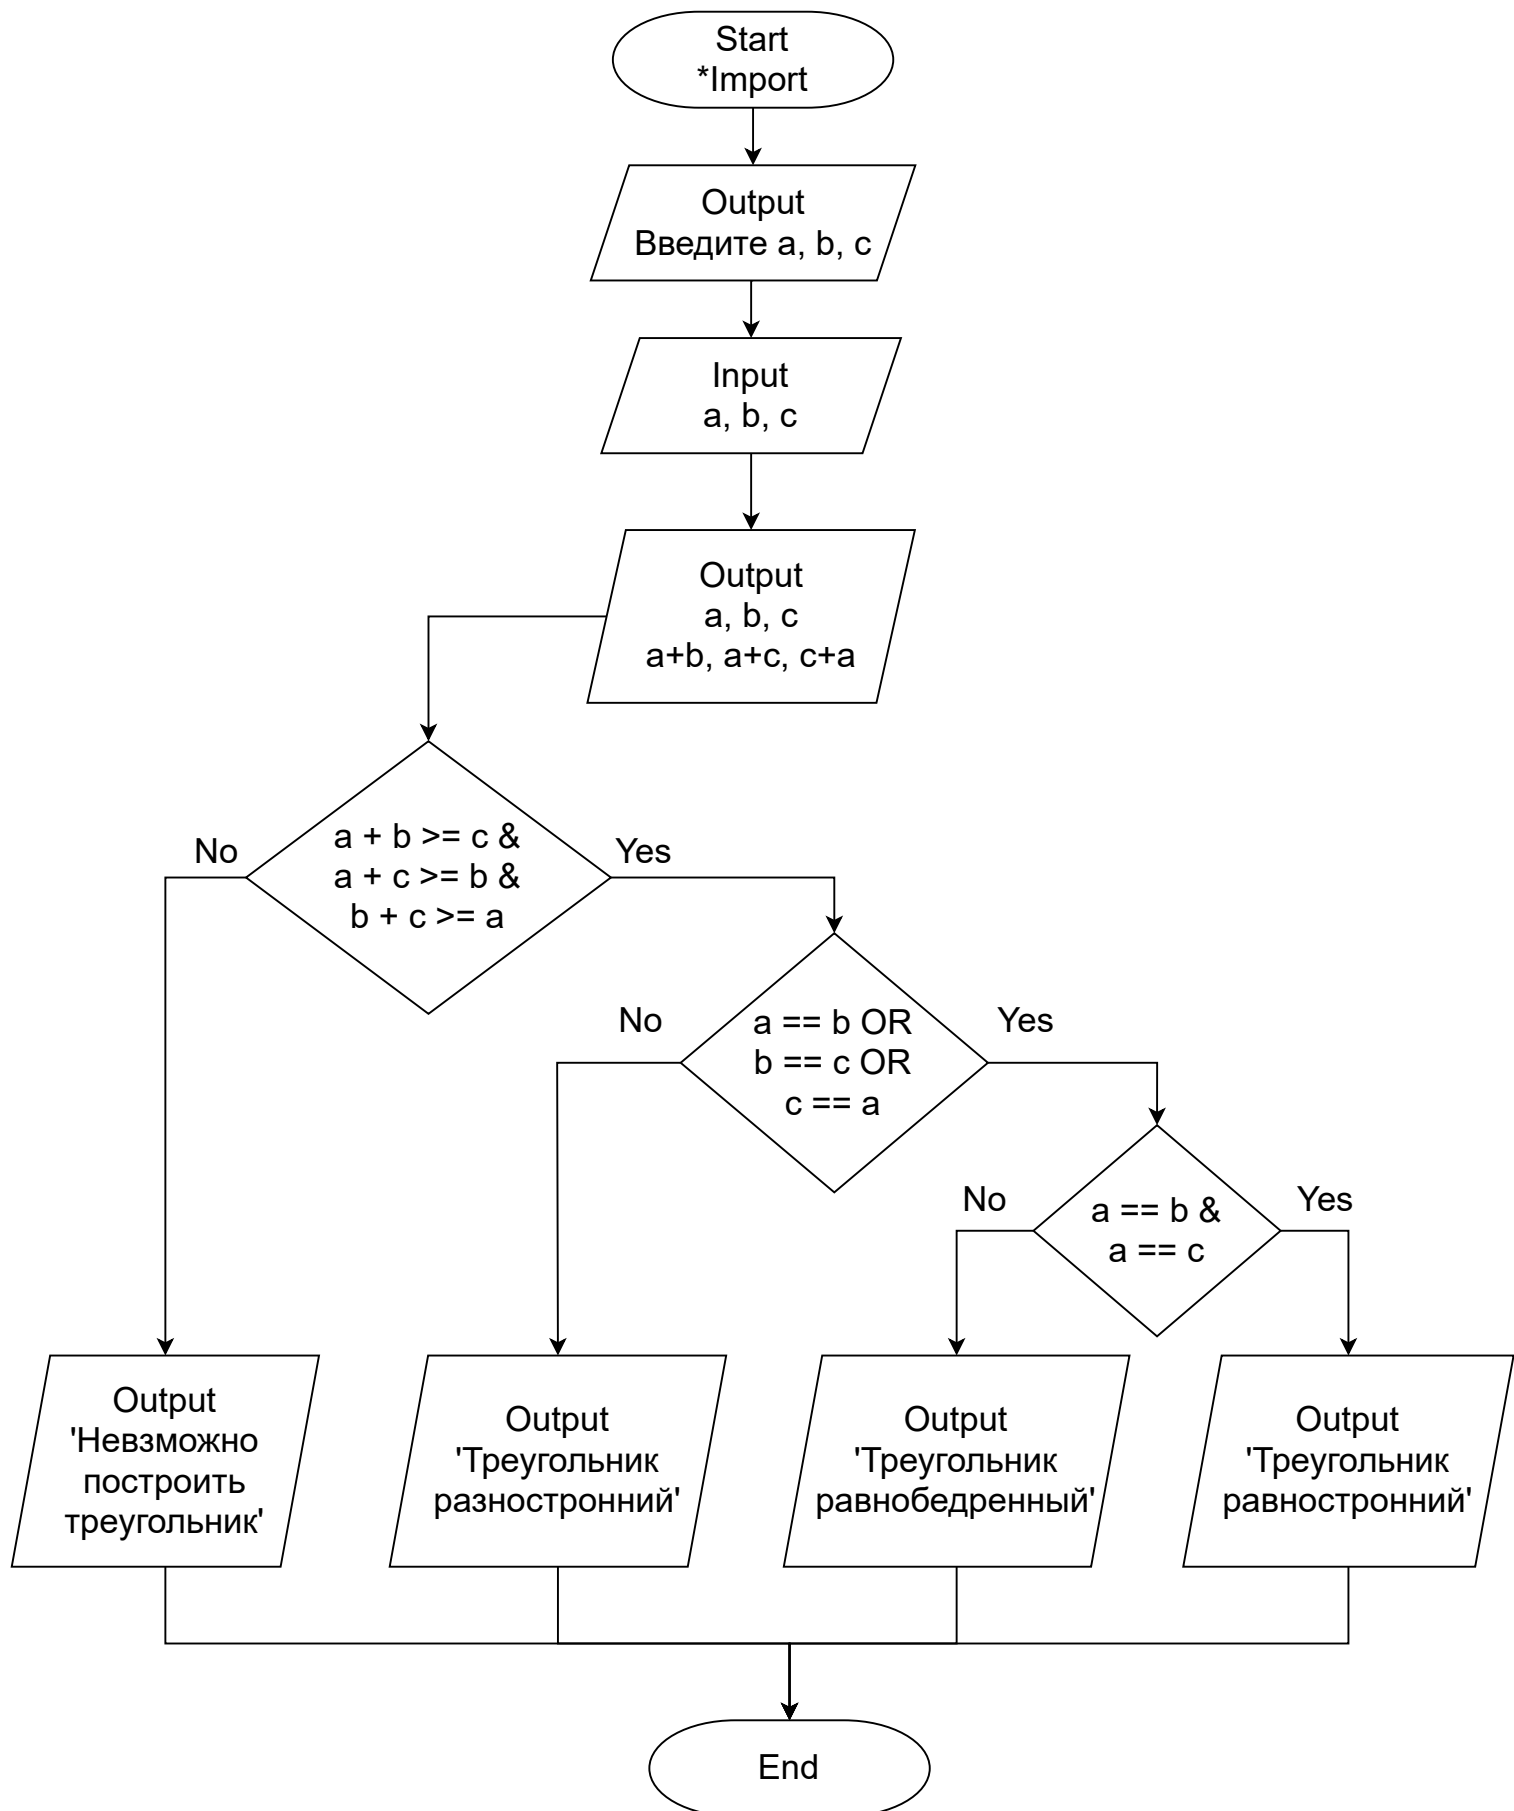 Start
*Import
Output
Введите a, b, c
Input
a, b, c
Output
a, b, c
a+b, a+c, c+a
a + b >= c &
a + c >= b &
b + c >= a
No
Yes
a == b OR
b == c OR
c == a
No
Yes
a == b &
a == c
No
Yes
Output
'Невзможно
построить
треугольник'
Output
'Треугольник
разностронний'
Output
'Треугольник
равнобедренный'
Output
'Треугольник
равностронний'
End